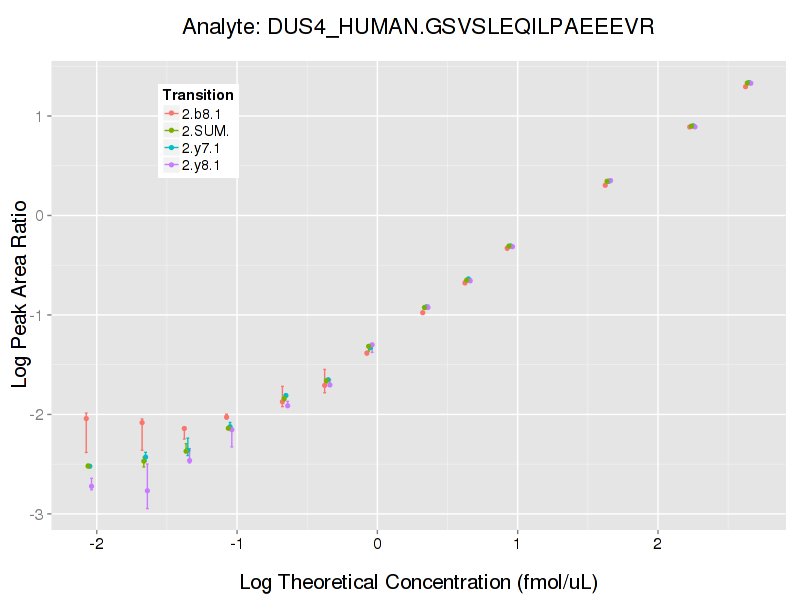 Analyte: DUS4_HUMAN.GSVSLEQILPAEEEVR
Transition
2.b8.1
2.SUM.
2.y7.1
2.y8.1
1
0
-1
-2
-3
Log Peak Area Ratio
-2 -1 0 1 2
Log Theoretical Concentration (fmol/uL)